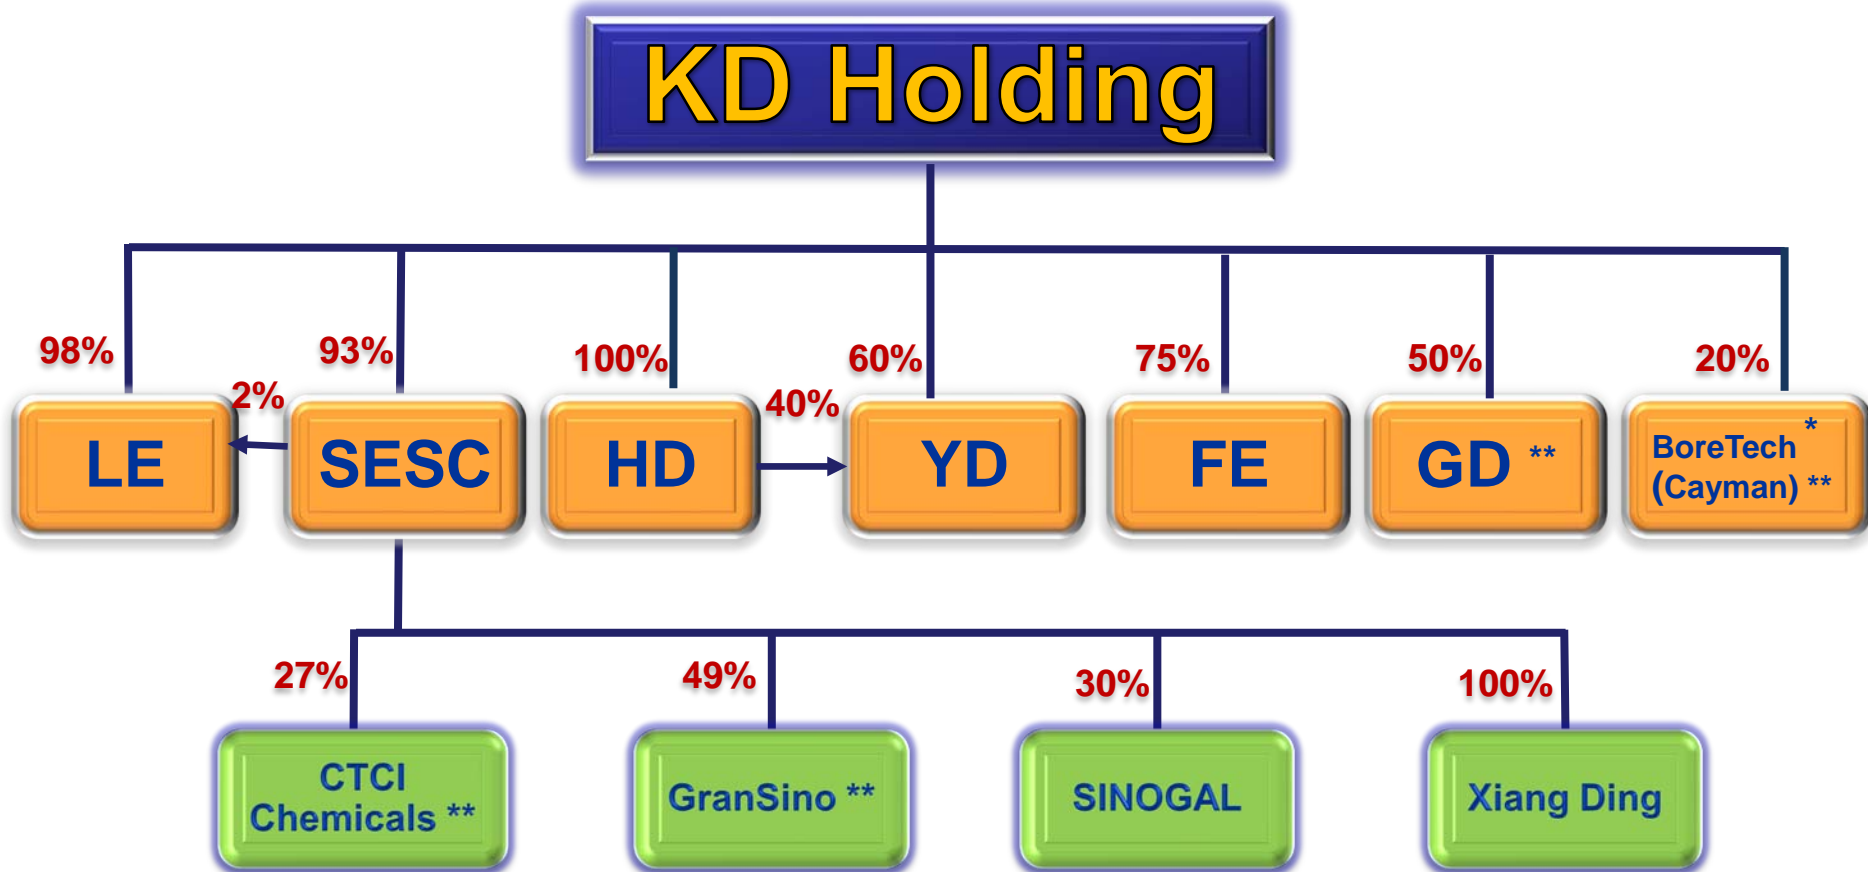 KD Holding
98%
93%
100%
60%
75%
50%
20%
2%
40%
LE
SESC
HD
YD
FE
GD **
BoreTech *
(Cayman) **
27%
49%
30%
100%
CTCI
Chemicals **
GranSino **
SINOGAL
Xiang Ding